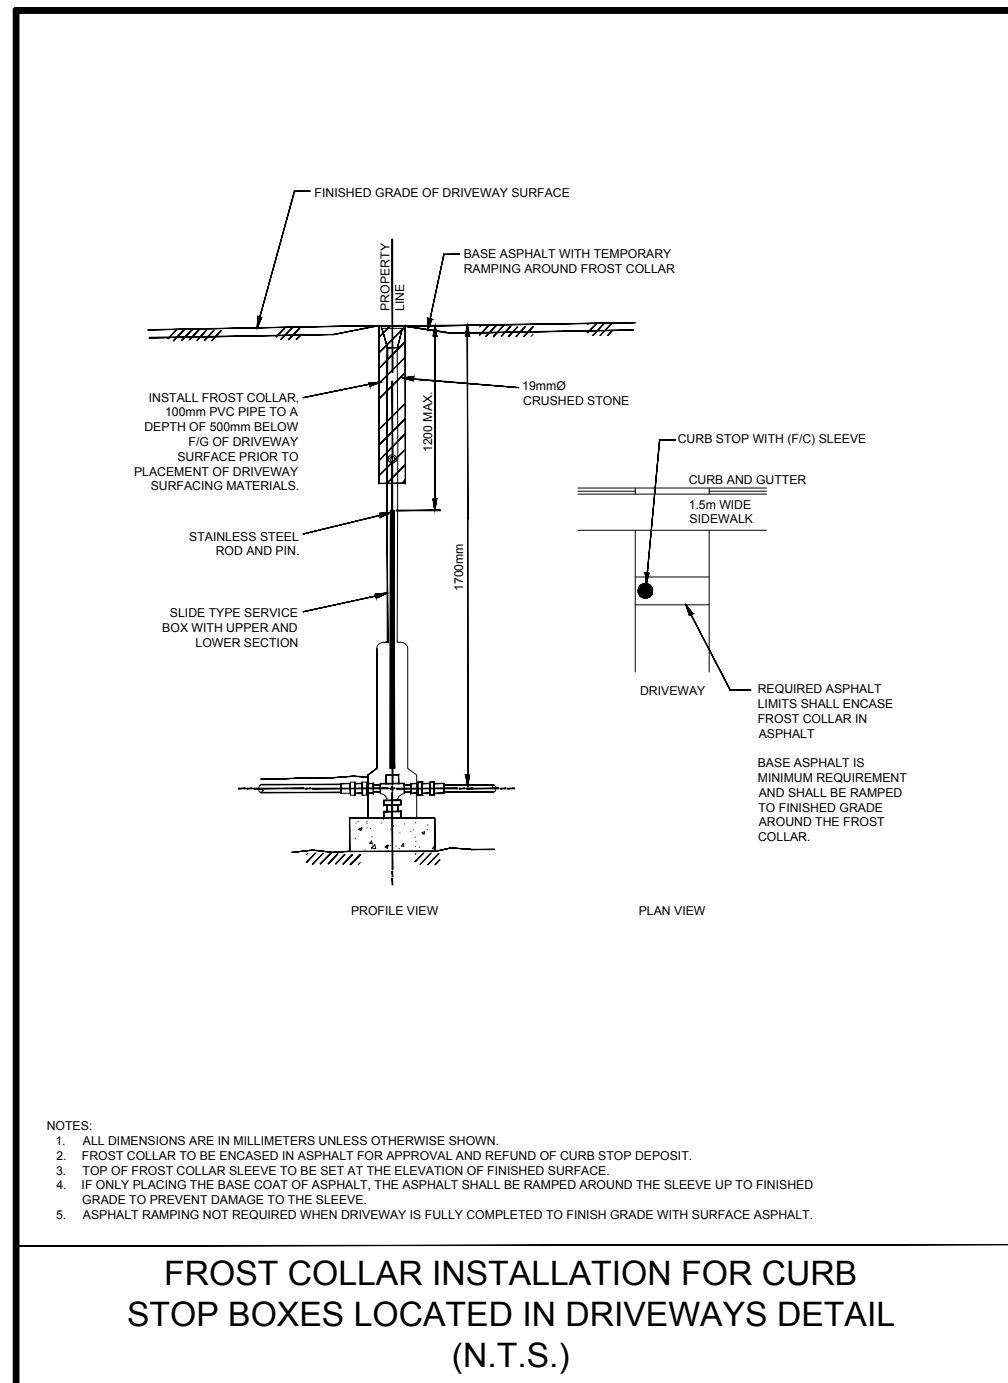 FINISHED GRADE OF DRIVEWAY SURFACE
PROPERTY
LINE
BASE ASPHALT WITH TEMPORARY
RAMPING AROUND FROST COLLAR
INSTALL FROST COLLAR,
100mm PVC PIPE TO A
DEPTH OF 500mm BELOW
F/G OF DRIVEWAY
SURFACE PRIOR TO
PLACEMENT OF DRIVEWAY
SURFACING MATERIALS.
19mmØ
CRUSHED STONE
1200 MAX.
1700mm
STAINLESS STEEL
ROD AND PIN.
SLIDE TYPE SERVICE
BOX WITH UPPER AND
LOWER SECTION
PROFILE VIEW
CURB STOP WITH (F/C) SLEEVE
CURB AND GUTTER
1.5m WIDE
SIDEWALK
DRIVEWAY
REQUIRED ASPHALT
LIMITS SHALL ENCASE
FROST COLLAR IN
ASPHALT
BASE ASPHALT IS
MINIMUM REQUIREMENT
AND SHALL BE RAMPED
TO FINISHED GRADE
AROUND THE FROST
COLLAR.
PLAN VIEW
NOTES:
1. ALL DIMENSIONS ARE IN MILLIMETERS UNLESS OTHERWISE SHOWN.
2. FROST COLLAR TO BE ENCASED IN ASPHALT FOR APPROVAL AND REFUND OF CURB STOP DEPOSIT.
3. TOP OF FROST COLLAR SLEEVE TO BE SET AT THE ELEVATION OF FINISHED SURFACE.
4. IF ONLY PLACING THE BASE COAT OF ASPHALT, THE ASPHALT SHALL BE RAMPED AROUND THE SLEEVE UP TO FINISHED
GRADE TO PREVENT DAMAGE TO THE SLEEVE.
5. ASPHALT RAMPING NOT REQUIRED WHEN DRIVEWAY IS FULLY COMPLETED TO FINISH GRADE WITH SURFACE ASPHALT.
FROST COLLAR INSTALLATION FOR CURB
STOP BOXES LOCATED IN DRIVEWAYS DETAIL
(N.T.S.)